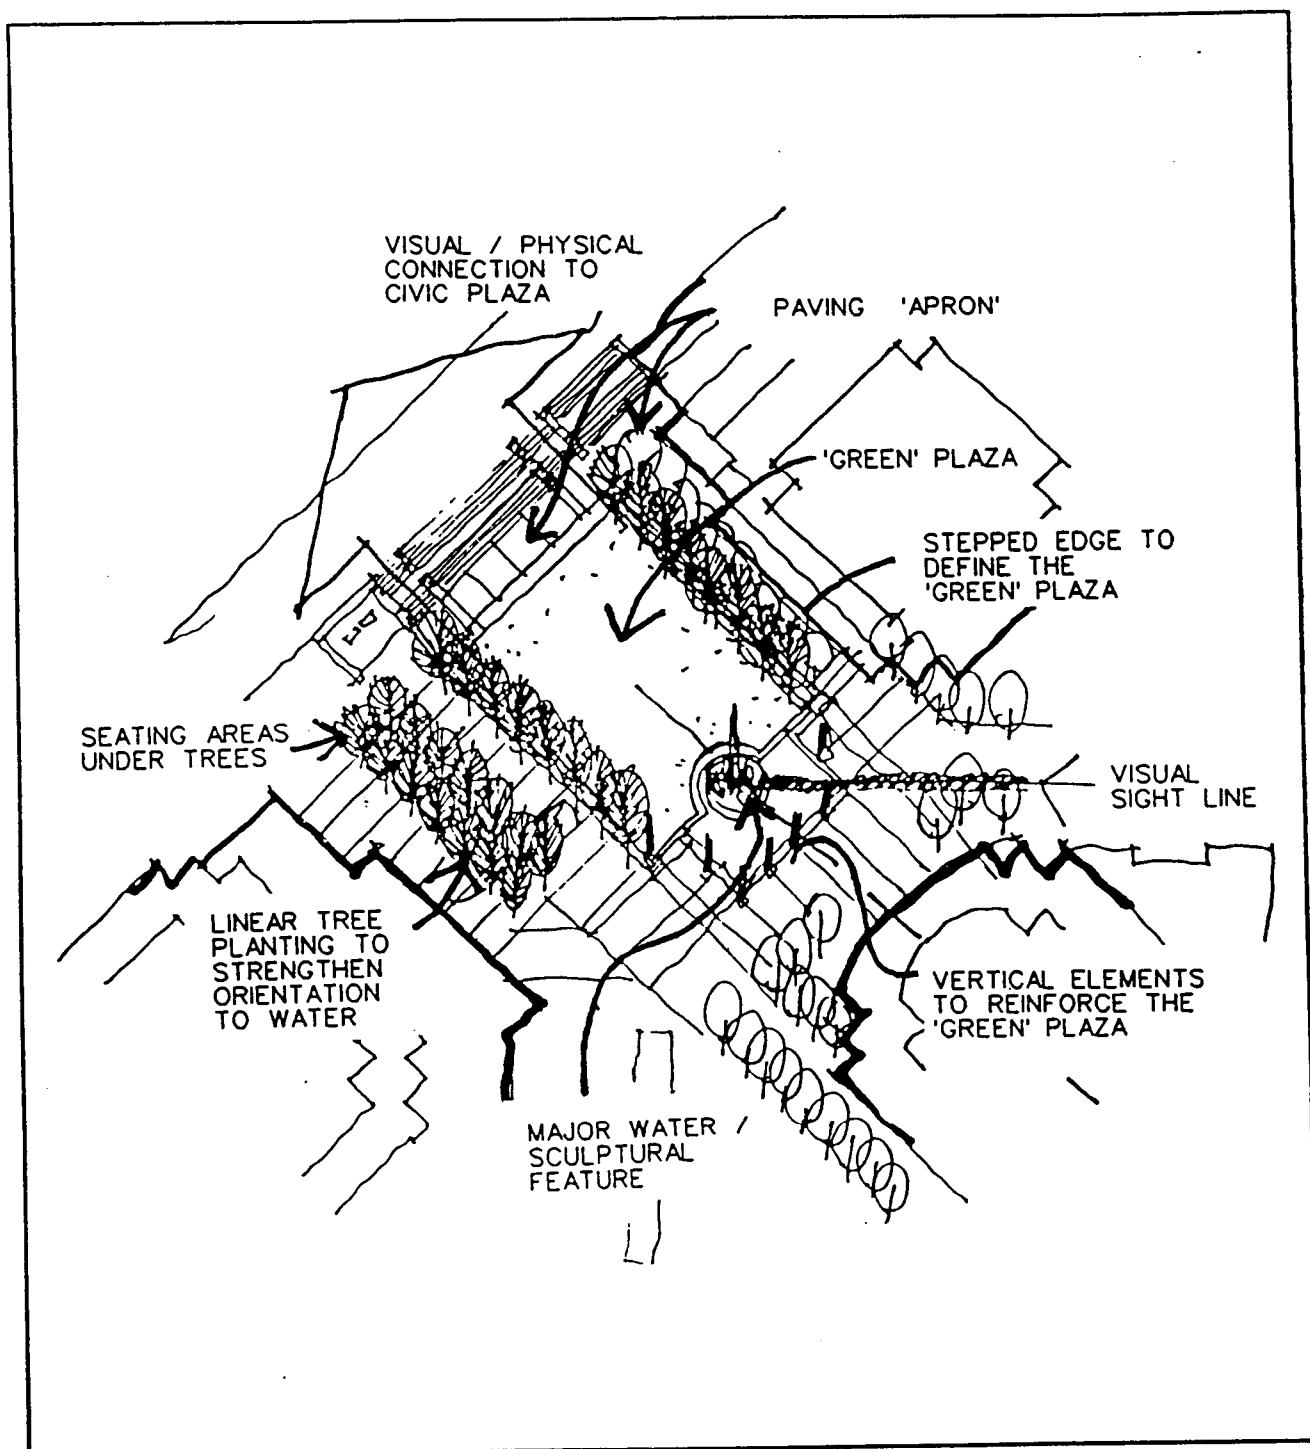 VISUAL / PHYSICAL
CONNECTION TO
CIVIC PLAZA
PAVING 'APRON'
'GREEN' PLAZA
STEPPED EDGE TO
DEFINE THE
'GREEN' PLAZA
SEATING AREAS
UNDER TREES
VISUAL
SIGHT LINE
LINEAR TREE
PLANTING TO
STRENGTHEN
ORIENTATION
TO WATER
VERTICAL ELEMENTS
TO REINFORCE THE
'GREEN' PLAZA
MAJOR WATER /
SCULPTURAL
FEATURE